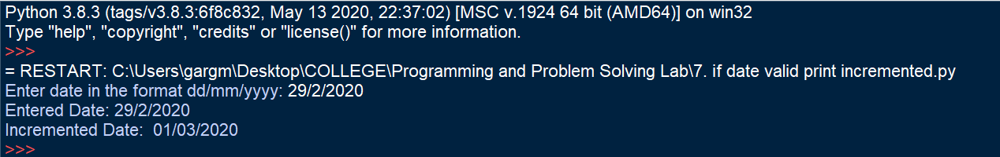 Python 3.8.3 (tags/v3.8.3:6f8c832, May 13 2020, 22:37:02) [MSC v.1924 64 bit (AMD64)] on win32
Type "help", "copyright", "credits" or "license()" for more information.
>>>
= RESTART: C:\Users\gargm\Desktop\COLLEGE\Programming and Problem Solving Lab\7. if date valid print incremented.py
Enter date in the format dd/mm/yyyy: 29/2/2020
Entered Date: 29/2/2020
Incremented Date:  01/03/2020
>>>